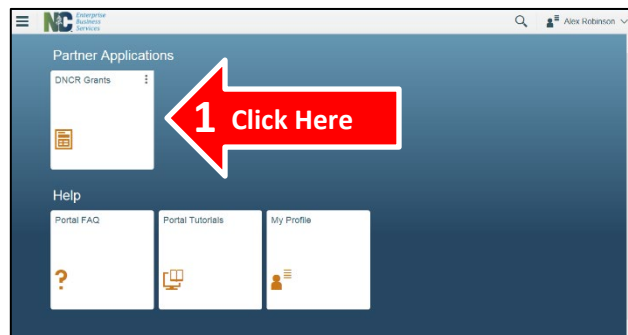 NC Enterprise
Business
Services
Alex Robinson
Partner Applications
DNCR Grants
1 Click Here
Help
Portal FAQ
Portal Tutorials
My Profile
?